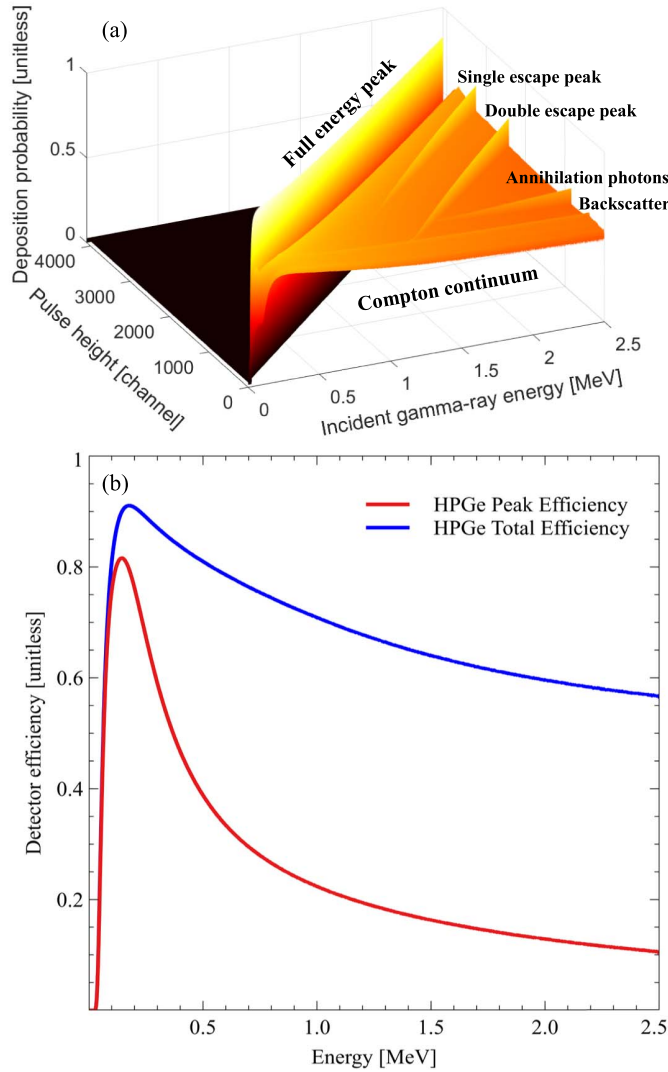 (a)
Deposition probability [unitless]
1
0.5
0
4000
3000
2000
1000
0
Pulse height [channel]
0
0.5
1
1.5
2
2.5
Incident gamma-ray energy [MeV]
Full energy peak
Single escape peak
Double escape peak
Annihilation photons
Backscatter
Compton continuum
(b)
1
0.8
0.6
0.4
0.2
Detector efficiency [unitless]
HPGe Peak Efficiency
HPGe Total Efficiency
0.5
1.0
1.5
2.0
2.5
Energy [MeV]